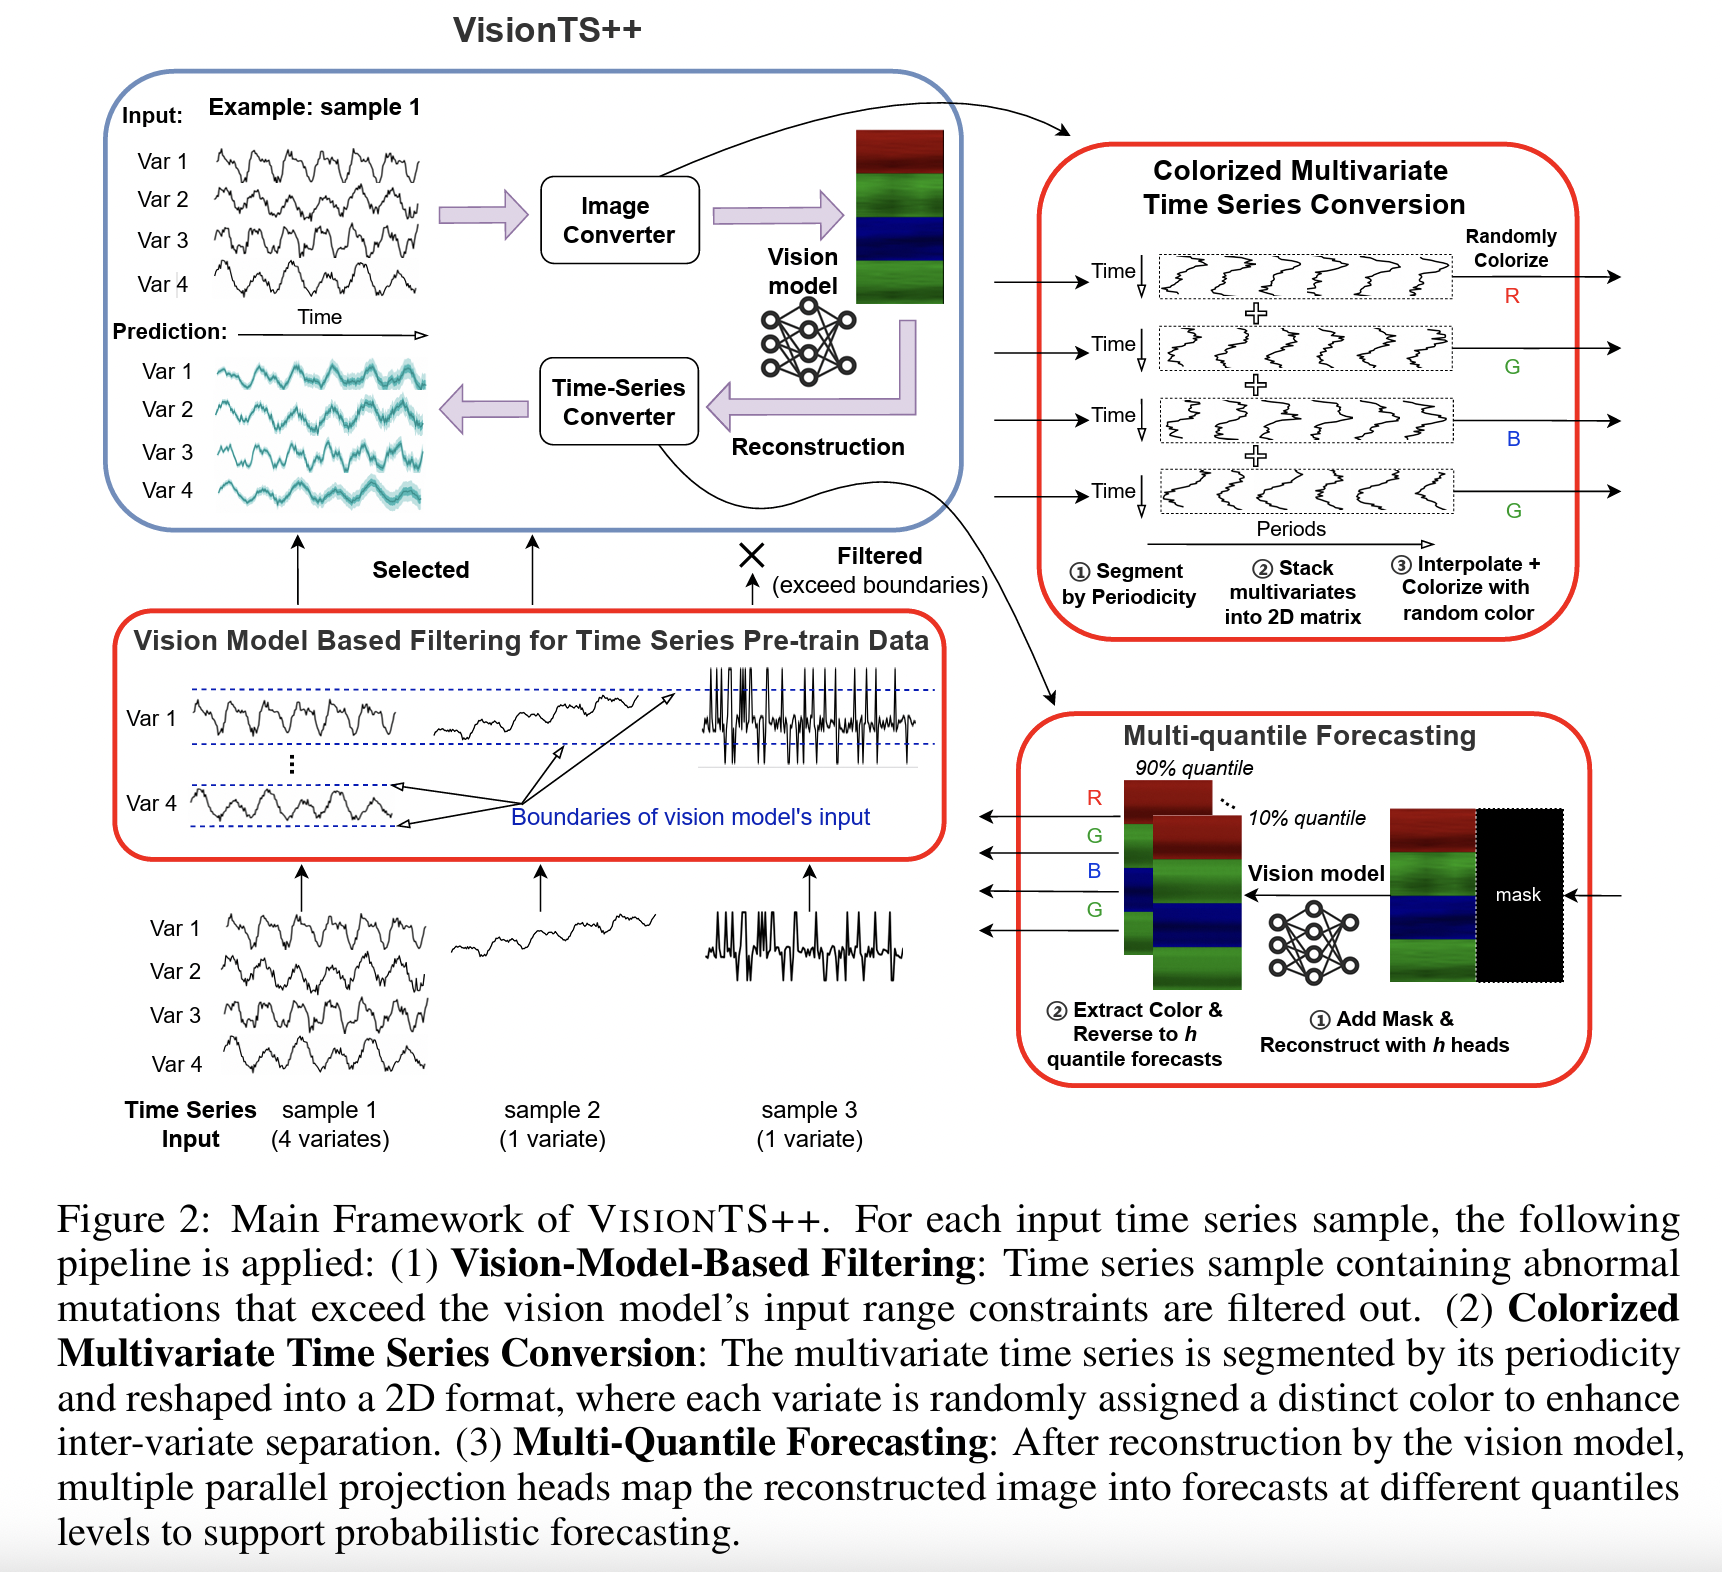 VisionTS++
Input:
Example: sample 1
Var 1
Var 2
Var 3
Var 4
Time
Prediction:
Var 1
Var 2
Var 3
Var 4
Image
Converter
Vision
model
Time-Series
Converter
Reconstruction
Selected
Filtered
(exceed boundaries)
Vision Model Based Filtering for Time Series Pre-train Data
Var 1
Var 4
Boundaries of vision model's input
Var 1
Var 2
Var 3
Var 4
Time Series
Input
sample 1
(4 variates)
sample 2
(1 variate)
sample 3
(1 variate)
Colorized Multivariate
Time Series Conversion
Randomly
Colorize
Time
R
Time
G
Time
B
Time
G
Periods
① Segment
by Periodicity
② Stack
multivariates
into 2D matrix
③ Interpolate +
Colorize with
random color
Multi-quantile Forecasting
90% quantile
10% quantile
R
G
B
G
Vision model
mask
② Extract Color &
Reverse to h
quantile forecasts
① Add Mask &
Reconstruct with h heads
Figure 2: Main Framework of VISIONTS++. For each input time series sample, the following
pipeline is applied: (1) Vision-Model-Based Filtering: Time series sample containing abnormal
mutations that exceed the vision model’s input range constraints are filtered out. (2) Colorized
Multivariate Time Series Conversion: The multivariate time series is segmented by its periodicity
and reshaped into a 2D format, where each variate is randomly assigned a distinct color to enhance
inter-variate separation. (3) Multi-Quantile Forecasting: After reconstruction by the vision model,
multiple parallel projection heads map the reconstructed image into forecasts at different quantiles
levels to support probabilistic forecasting.